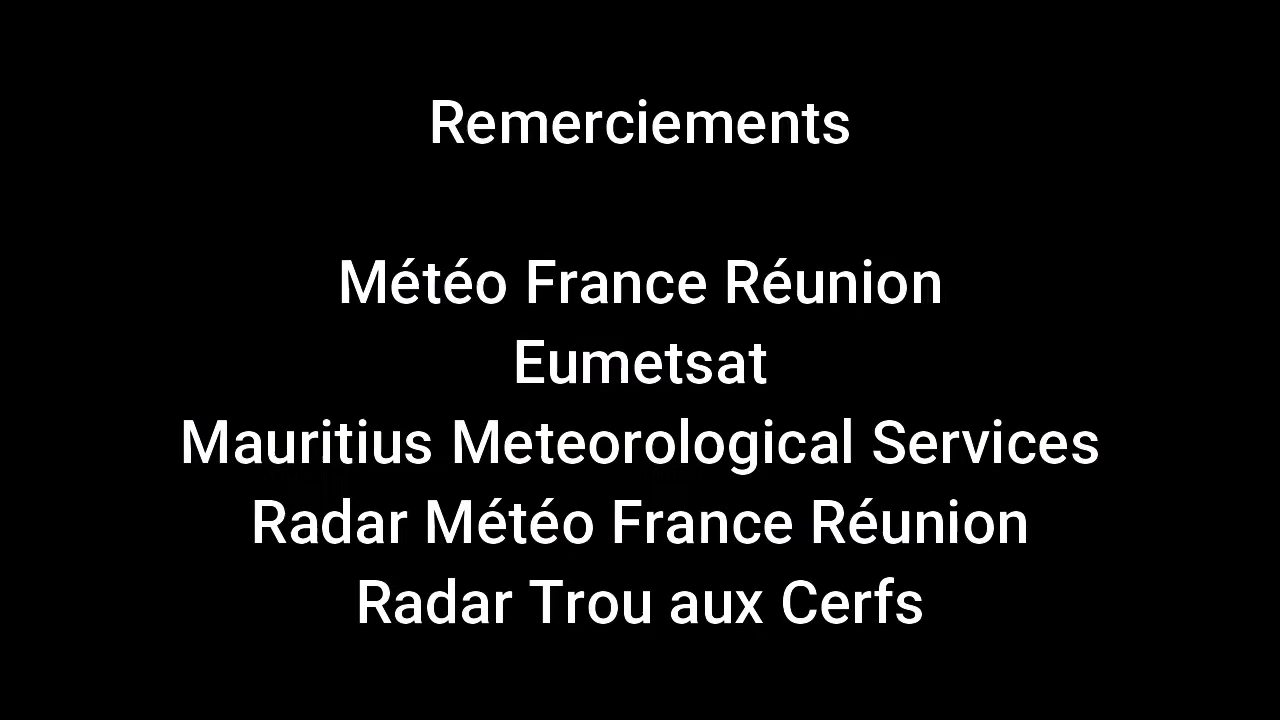 Remerciements
Météo France Réunion
Eumetsat
Mauritius Meteorological Services
Radar Météo France Réunion
Radar Trou aux Cerfs